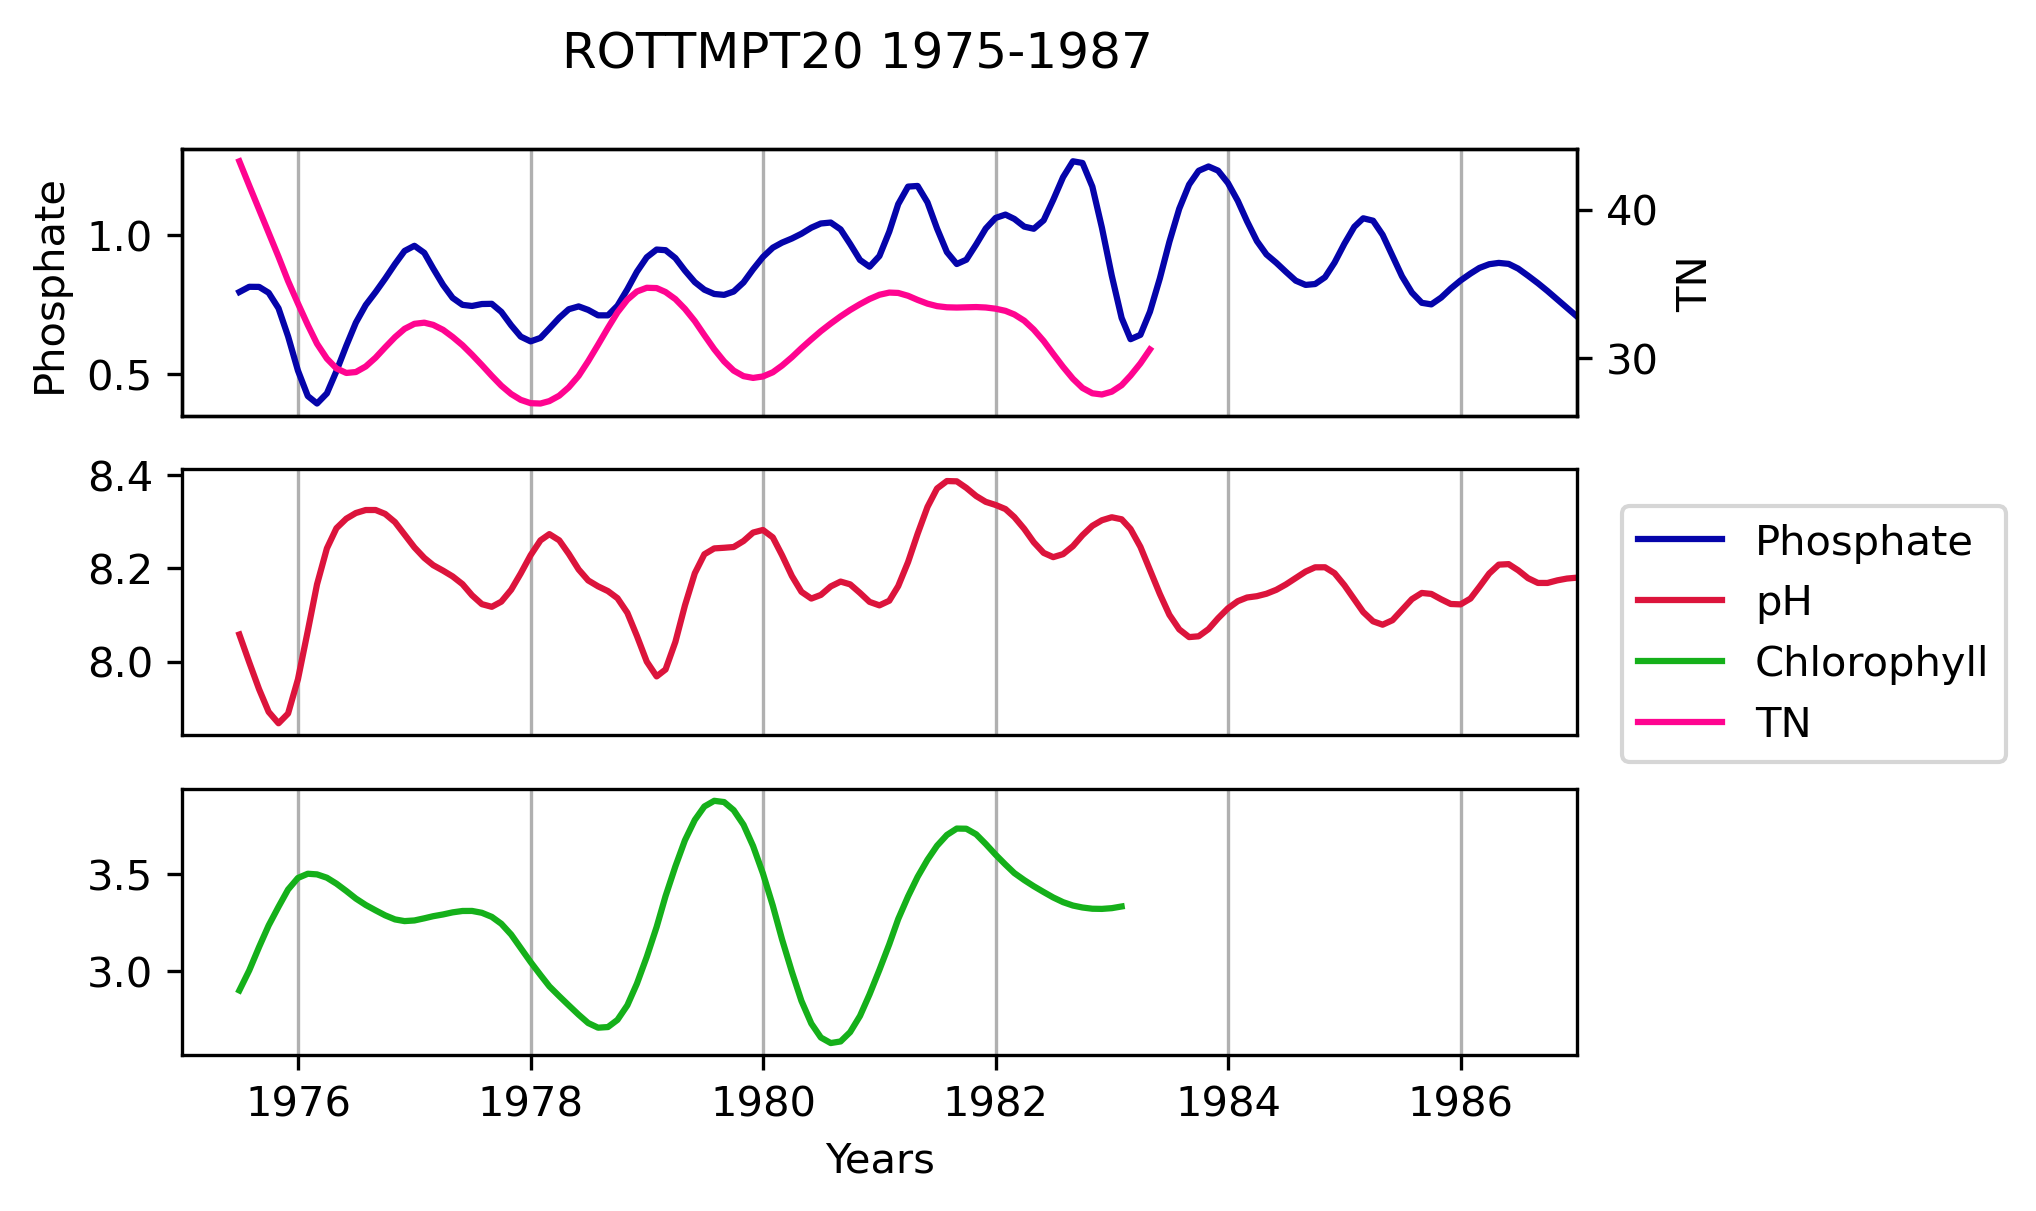 ROTTMPT20 1975-1987
Phosphate
1.0
0.5
40
30
TN
8.4
8.2
8.0
Phosphate
pH
Chlorophyll
TN
3.5
3.0
1976 1978 1980 1982 1984 1986
Years